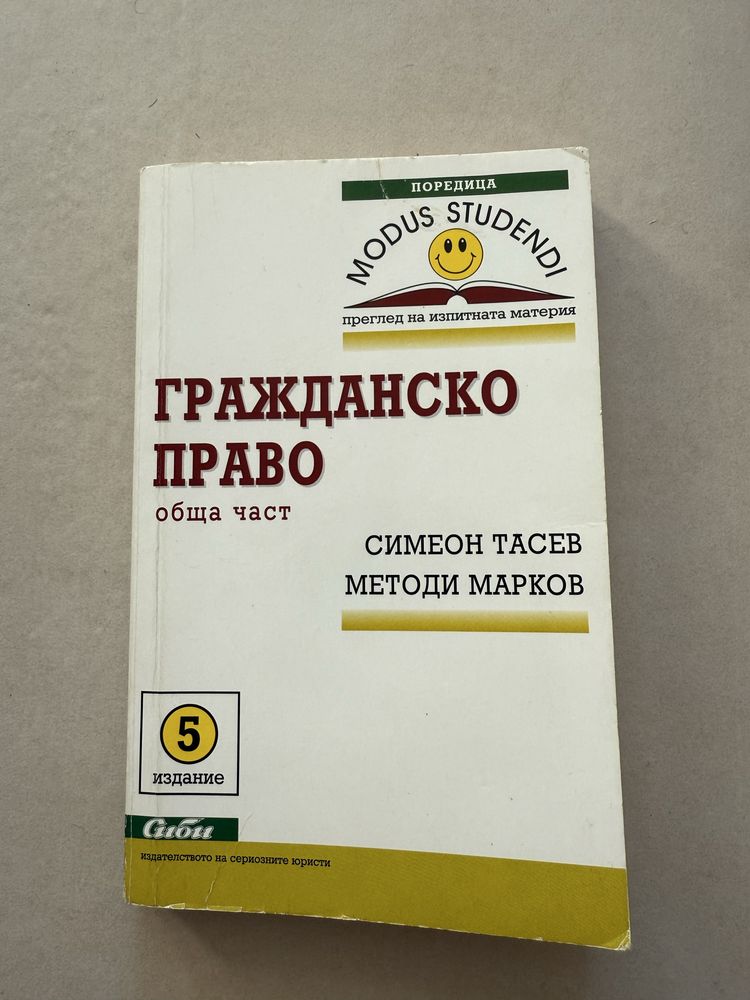 ПОРЕДИЦА
MODUS STUDENDI
преглед на изпитната материя
ГРАЖДАНСКО
ПРАВО
обща част
СИМЕОН ТАСЕВ
МЕТОДИ МАРКОВ
5
издание
Сиби
издателството на сериозните юристи